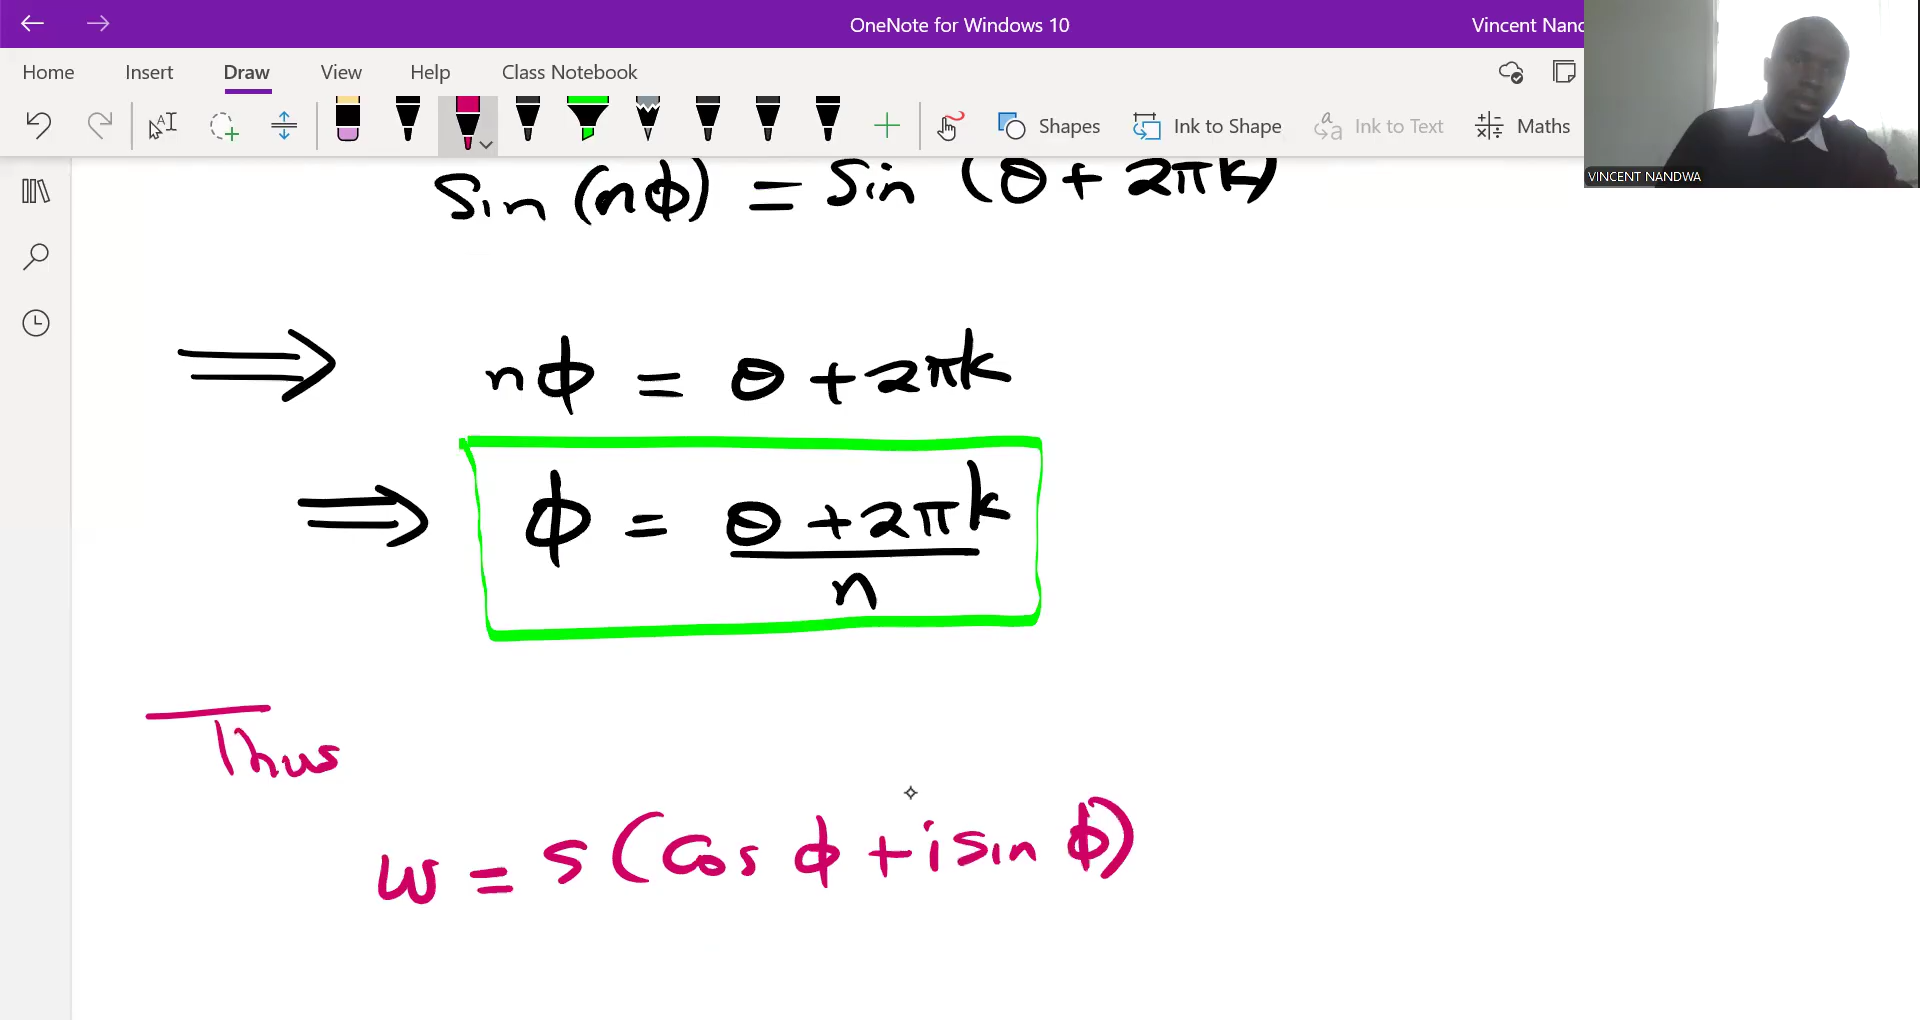 OneNote for Windows 10
Vincent Nand
Home Insert Draw View Help Class Notebook
Shapes Ink to Shape Ink to Text Maths
VINCENT NANDWA
Sin (nϕ) = Sin (θ + 2πk)
⇒ nϕ = θ + 2πk
⇒ ϕ = θ + 2πk
n
Thus
w = s (Cos ϕ + i sin ϕ)